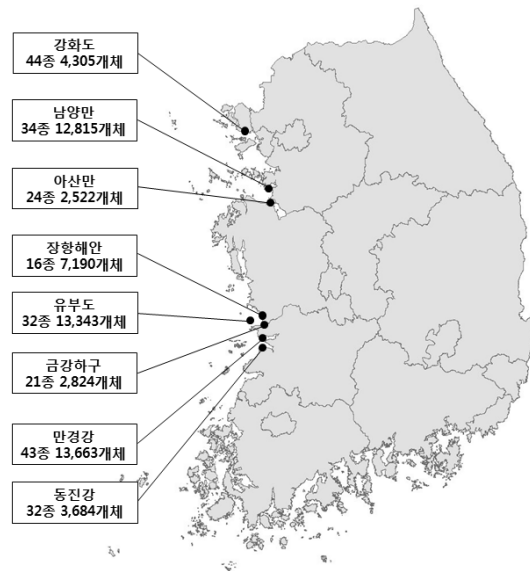 강화도
44종 4,305개체
남양만
34종 12,815개체
아산만
24종 2,522개체
장항해안
16종 7,190개체
유부도
32종 13,343개체
금강하구
21종 2,824개체
만경강
43종 13,663개체
동진강
32종 3,684개체